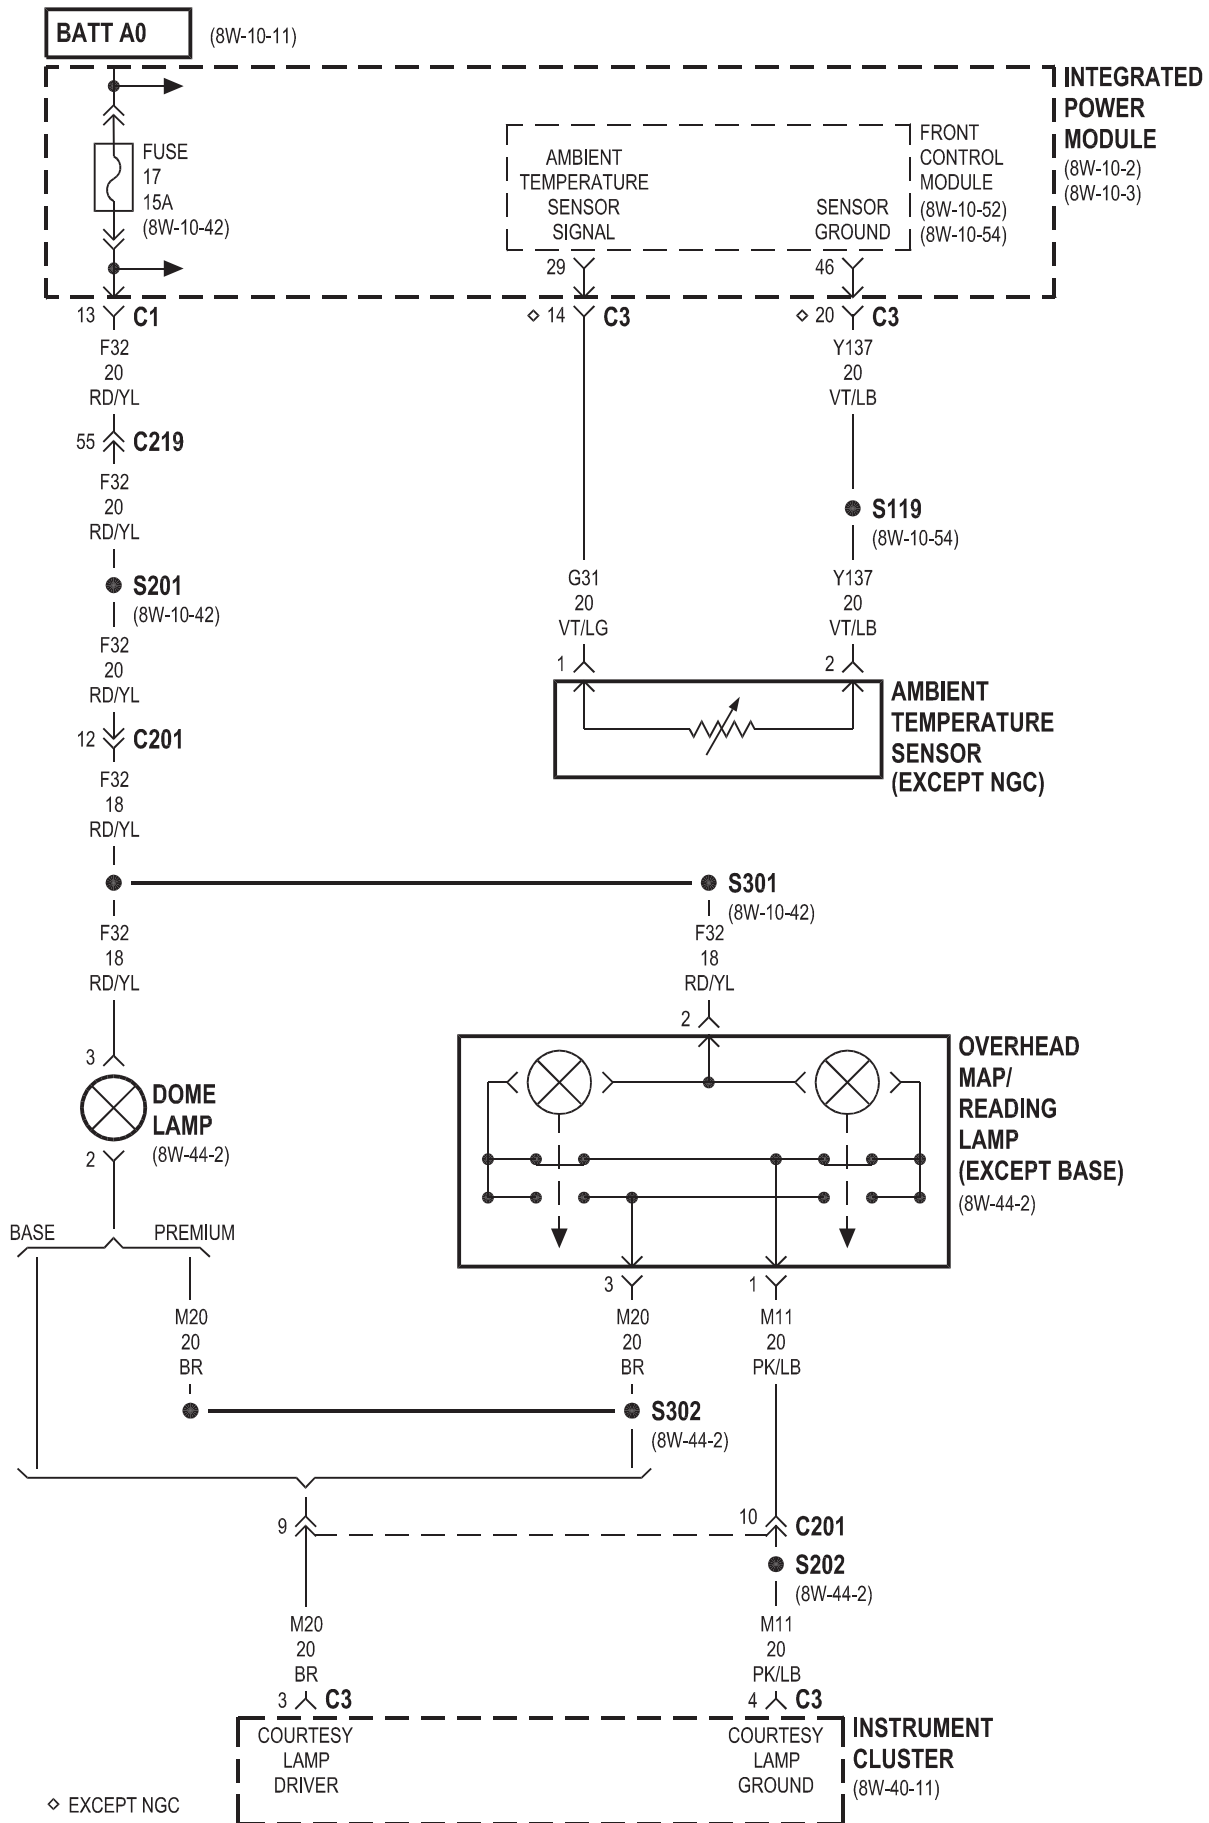 BATT A0
(8W-10-11)
INTEGRATED
POWER
MODULE
(8W-10-2)
(8W-10-3)
FUSE
17
15A
(8W-10-42)
AMBIENT
TEMPERATURE
SENSOR
SIGNAL
SENSOR
GROUND
FRONT
CONTROL
MODULE
(8W-10-52)
(8W-10-54)
29
46
13
C1
◇ 14
C3
◇ 20
C3
F32
20
RD/YL
Y137
20
VT/LB
55
C219
F32
20
RD/YL
S119
(8W-10-54)
S201
(8W-10-42)
G31
20
VT/LG
Y137
20
VT/LB
F32
20
RD/YL
1
2
AMBIENT
TEMPERATURE
SENSOR
(EXCEPT NGC)
12
C201
F32
18
RD/YL
S301
(8W-10-42)
F32
18
RD/YL
F32
18
RD/YL
2
3
DOME
LAMP
(8W-44-2)
2
OVERHEAD
MAP/
READING
LAMP
(EXCEPT BASE)
(8W-44-2)
BASE
PREMIUM
3
1
M20
20
BR
M20
20
BR
M11
20
PK/LB
S302
(8W-44-2)
9
10
C201
S202
(8W-44-2)
M20
20
BR
M11
20
PK/LB
3
C3
4
C3
COURTESY
LAMP
DRIVER
COURTESY
LAMP
GROUND
INSTRUMENT
CLUSTER
(8W-40-11)
◇ EXCEPT NGC